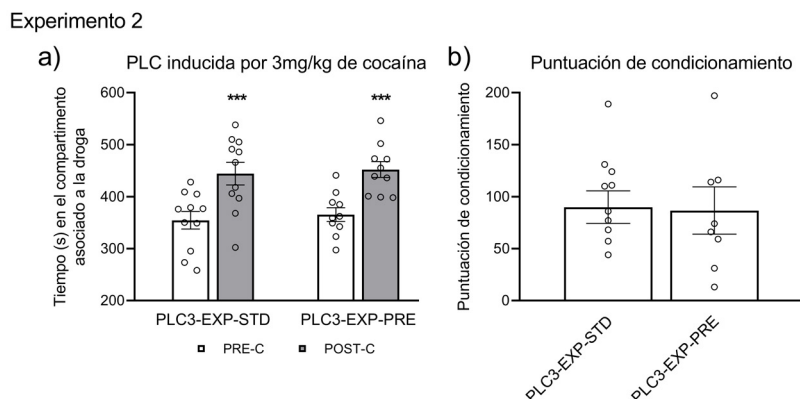 Experimento 2
a)
PLC inducida por 3mg/kg de cocaína
Tiempo (s) en el compartimento
asociado a la droga
600
500
400
300
200
***
***
PLC3-EXP-STD
PLC3-EXP-PRE
PRE-C
POST-C
b)
Puntuación de condicionamiento
Puntuación de condicionamiento
200
150
100
50
0
PLC3-EXP-STD
PLC3-EXP-PRE